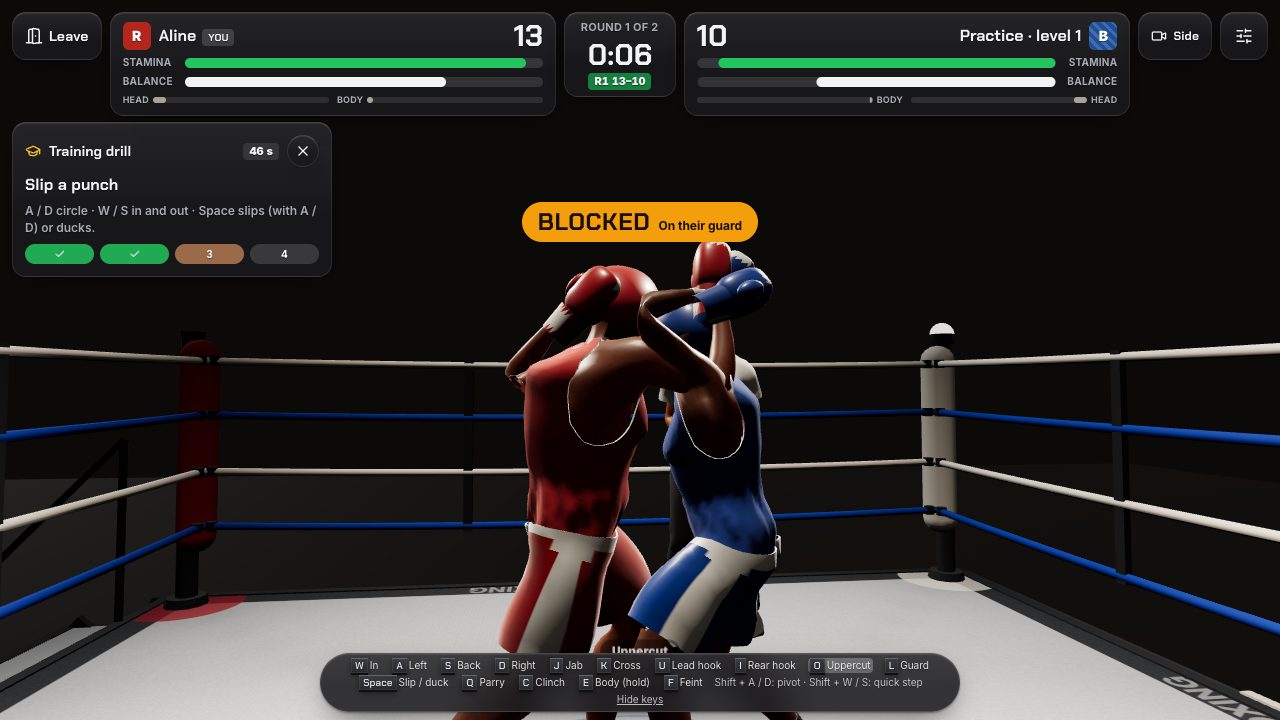 Leave
R Aline YOU 13
STAMINA
BALANCE
HEAD BODY
ROUND 1 OF 2
0:06
R1 13–10
10 Practice · level 1 B
STAMINA
BALANCE
BODY HEAD
Side
Training drill 46 s
Slip a punch
A / D circle · W / S in and out · Space slips (with A /
D) or ducks.
3 4
BLOCKED On their guard
XING
Uppercut
W In A Left S Back D Right J Jab K Cross U Lead hook I Rear hook O Uppercut L Guard
Space Slip / duck Q Parry C Clinch E Body (hold) F Feint Shift + A / D: pivot · Shift + W / S: quick step
Hide keys
XING